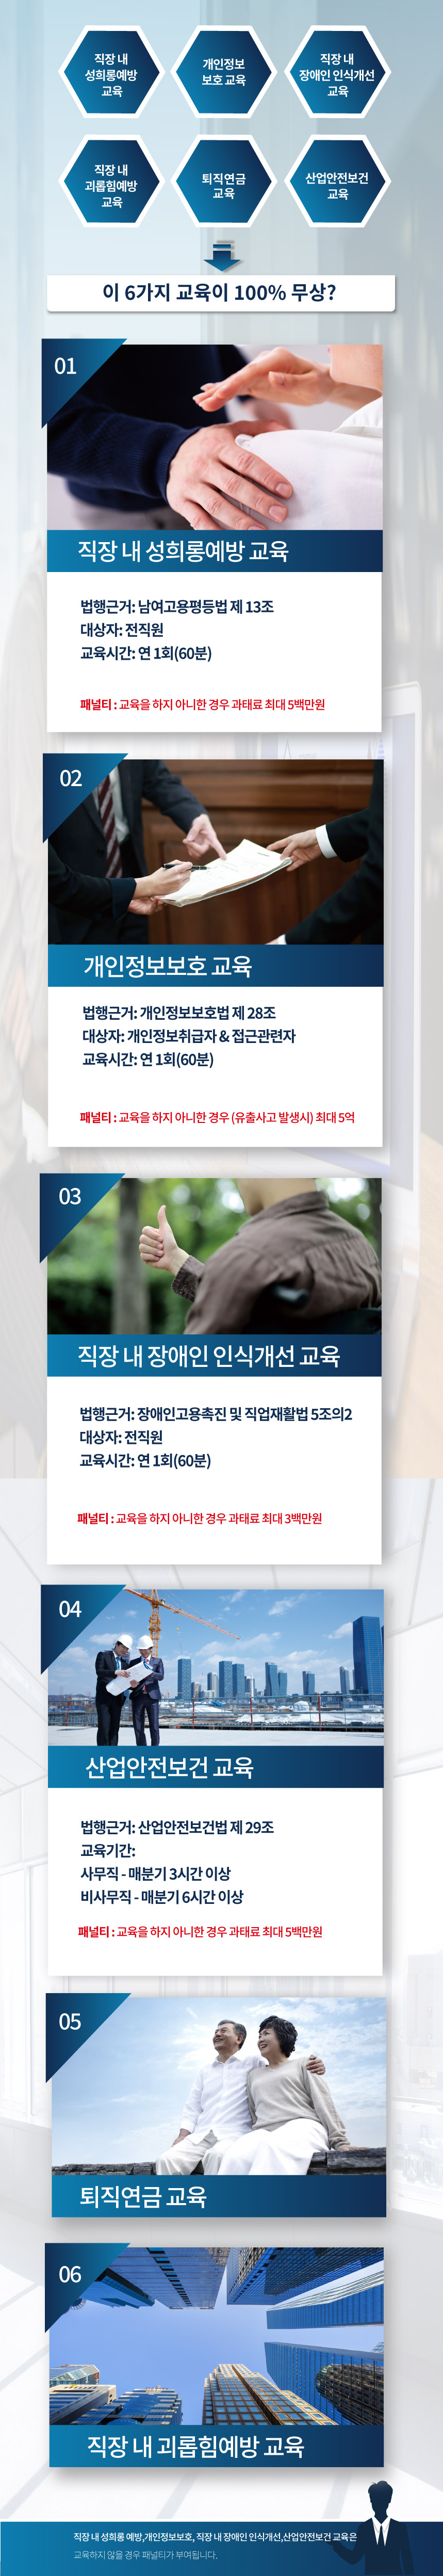 직장 내
성희롱예방
교육
개인정보
보호 교육
직장 내
장애인 인식개선
교육
직장 내
괴롭힘예방
교육
퇴직연금
교육
산업안전보건
교육
이 6가지 교육이 100% 무상?
01
직장 내 성희롱예방 교육
법행근거: 남여고용평등법 제 13조
대상자: 전직원
교육시간: 연 1회(60분)
패널티 : 교육을 하지 아니한 경우 과태료 최대 5백만원
02
개인정보보호 교육
법행근거: 개인정보보호법 제 28조
대상자: 개인정보취급자 & 접근관련자
교육시간: 연 1회(60분)
패널티 : 교육을 하지 아니한 경우 (유출사고 발생시) 최대 5억
03
직장 내 장애인 인식개선 교육
법행근거: 장애인고용촉진 및 직업재활법 5조의2
대상자: 전직원
교육시간: 연 1회(60분)
패널티 : 교육을 하지 아니한 경우 과태료 최대 3백만원
04
산업안전보건 교육
법행근거: 산업안전보건법 제 29조
교육기간:
사무직 - 매분기 3시간 이상
비사무직 - 매분기 6시간 이상
패널티 : 교육을 하지 아니한 경우 과태료 최대 5백만원
05
퇴직연금 교육
06
직장 내 괴롭힘예방 교육
직장 내 성희롱 예방,개인정보보호, 직장 내 장애인 인식개선,산업안전보건 교육은
교육하지 않을 경우 패널티가 부여됩니다.